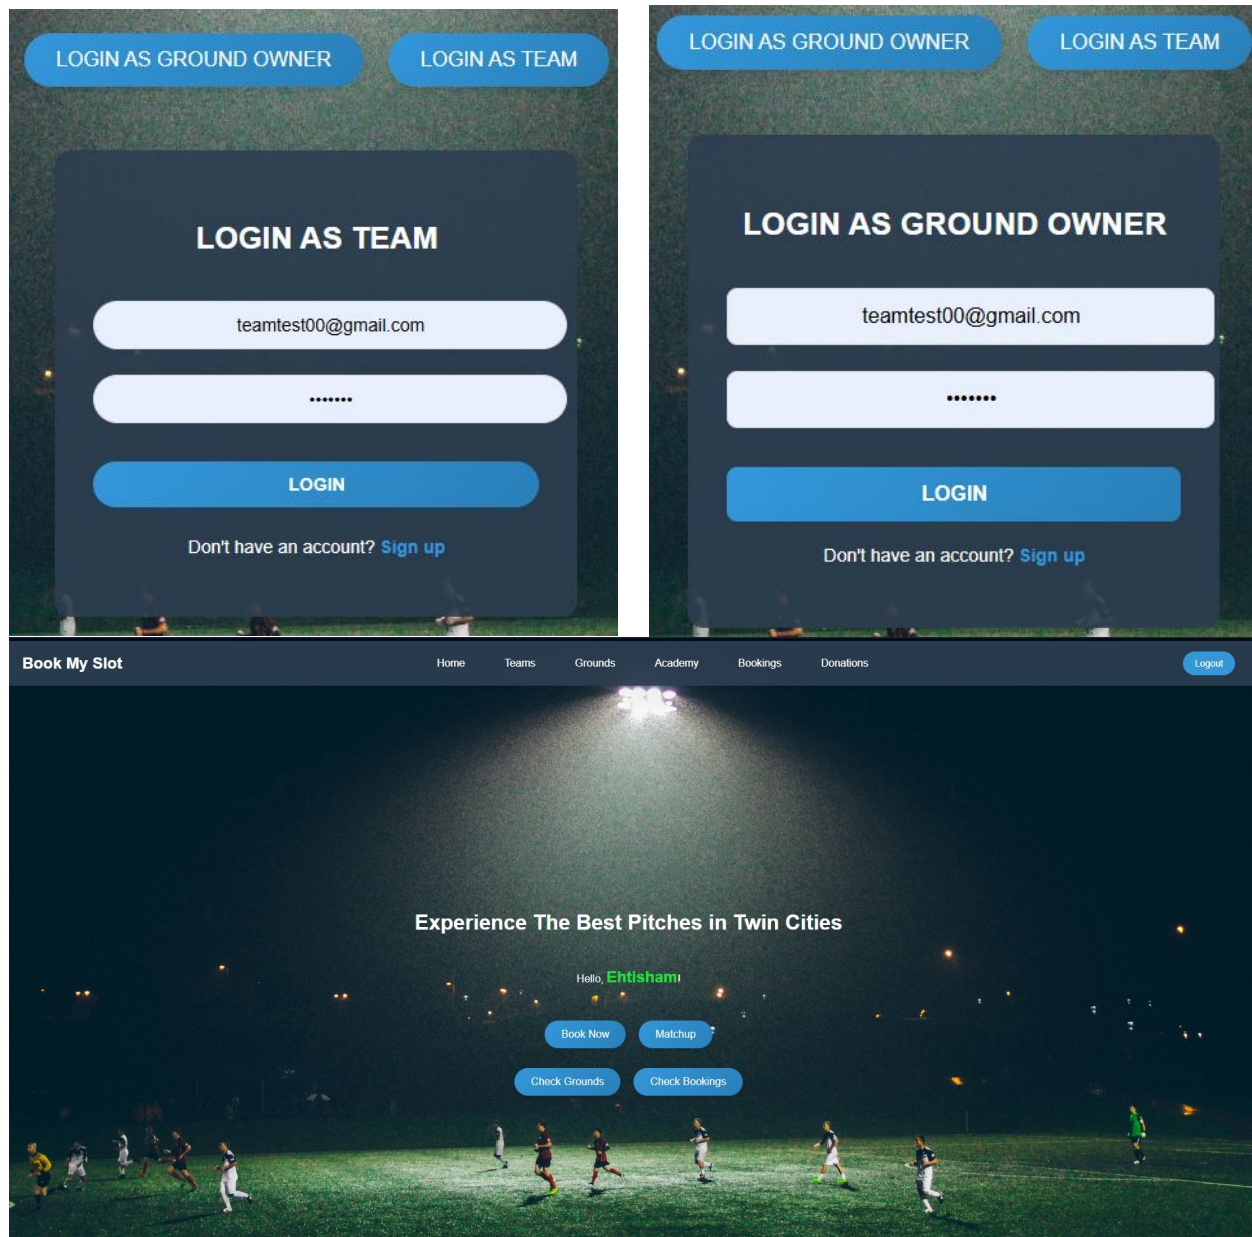 LOGIN AS GROUND OWNER LOGIN AS TEAM
LOGIN AS TEAM
teamtest00@gmail.com
•••••••
LOGIN
Don't have an account? Sign up
LOGIN AS GROUND OWNER LOGIN AS TEAM
LOGIN AS GROUND OWNER
teamtest00@gmail.com
•••••••
LOGIN
Don't have an account? Sign up
Book My Slot Home Teams Grounds Academy Bookings Donations Logout
Experience The Best Pitches in Twin Cities
Hello, Ehtisham!
Book Now Matchup
Check Grounds Check Bookings